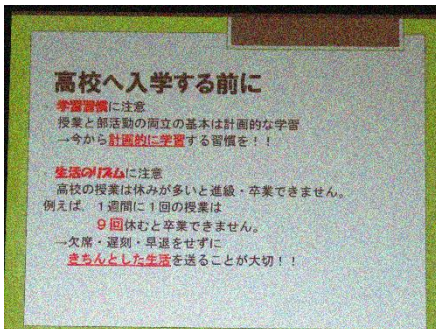 高校へ入学する前に
・学習習慣に注意
授業と部活動の両立の基本は計画的な学習
→今から計画的に学習する習慣を！！
・生活のリズムに注意
高校の授業は休みが多いと進級・卒業できません。
例えば、１週間に１回の授業は
９回休むと卒業できません。
→欠席・遅刻・早退をせずに
きちんとした生活を送ることが大切！！